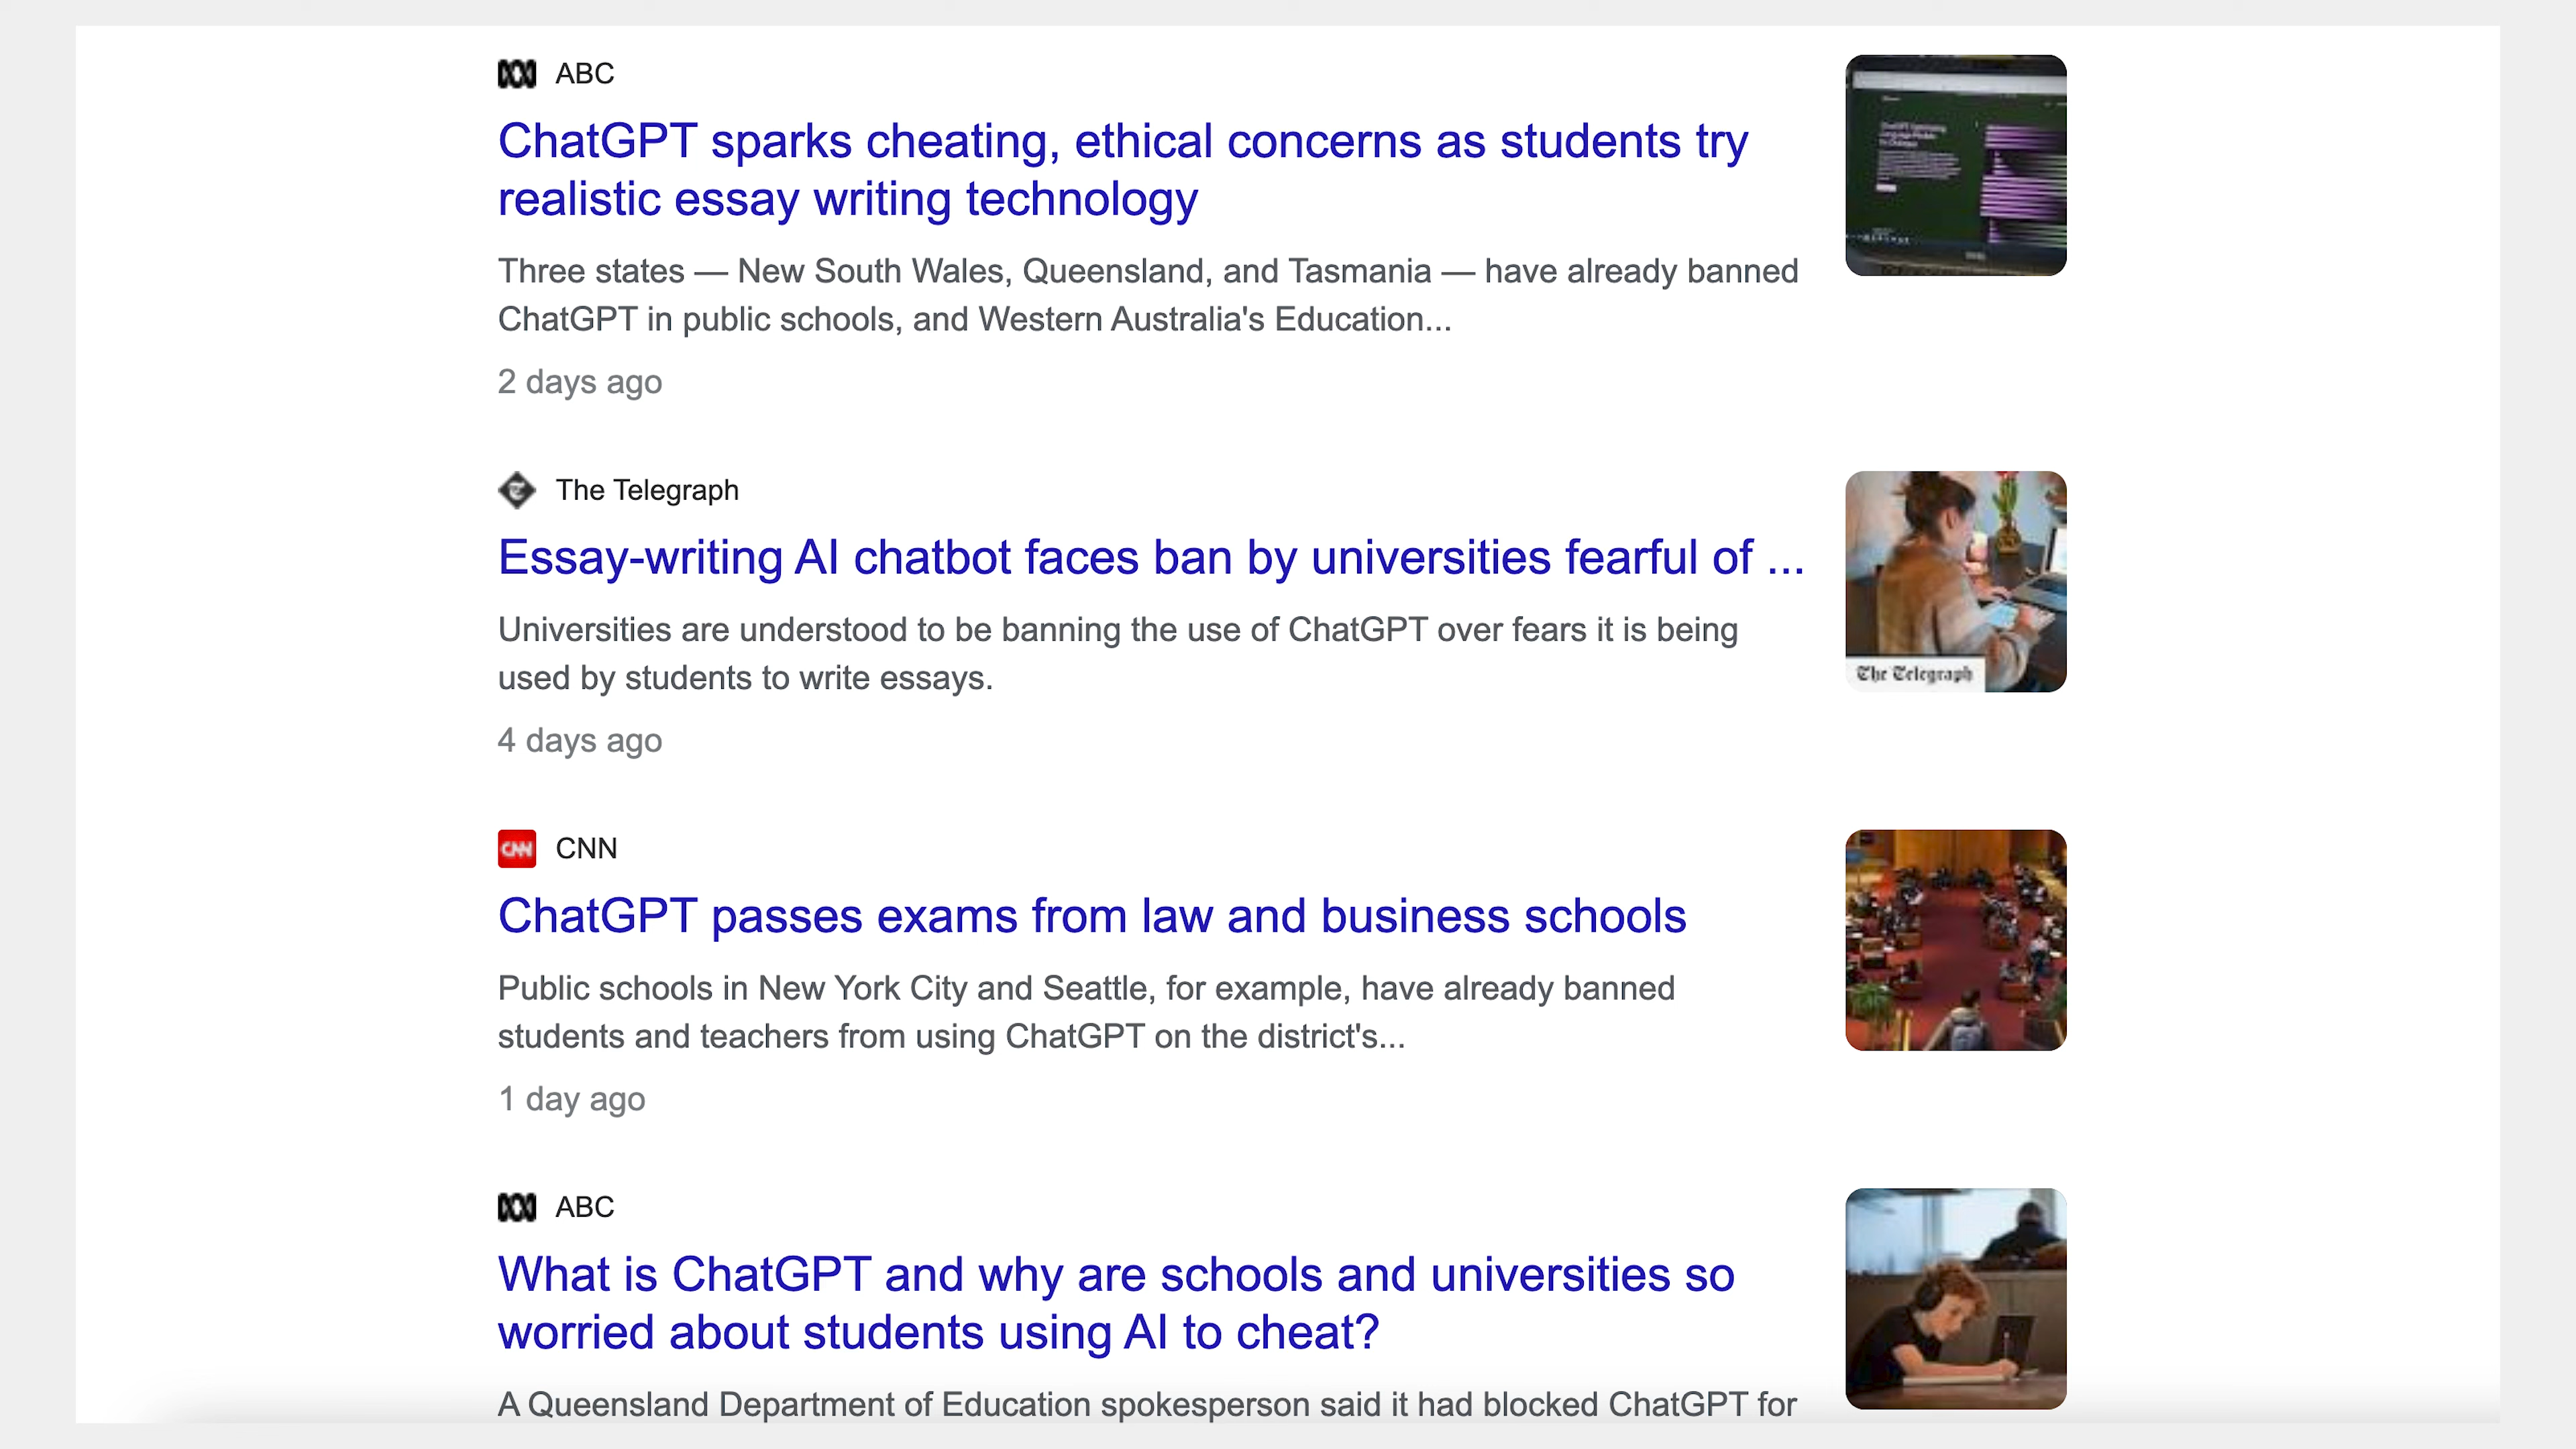 ABC
ChatGPT sparks cheating, ethical concerns as students try
realistic essay writing technology
Three states — New South Wales, Queensland, and Tasmania — have already banned
ChatGPT in public schools, and Western Australia's Education...
2 days ago
The Telegraph
Essay-writing AI chatbot faces ban by universities fearful of ...
Universities are understood to be banning the use of ChatGPT over fears it is being
used by students to write essays.
The Telegraph
4 days ago
CNN
CNN
ChatGPT passes exams from law and business schools
Public schools in New York City and Seattle, for example, have already banned
students and teachers from using ChatGPT on the district's...
1 day ago
ABC
What is ChatGPT and why are schools and universities so
worried about students using AI to cheat?
A Queensland Department of Education spokesperson said it had blocked ChatGPT for